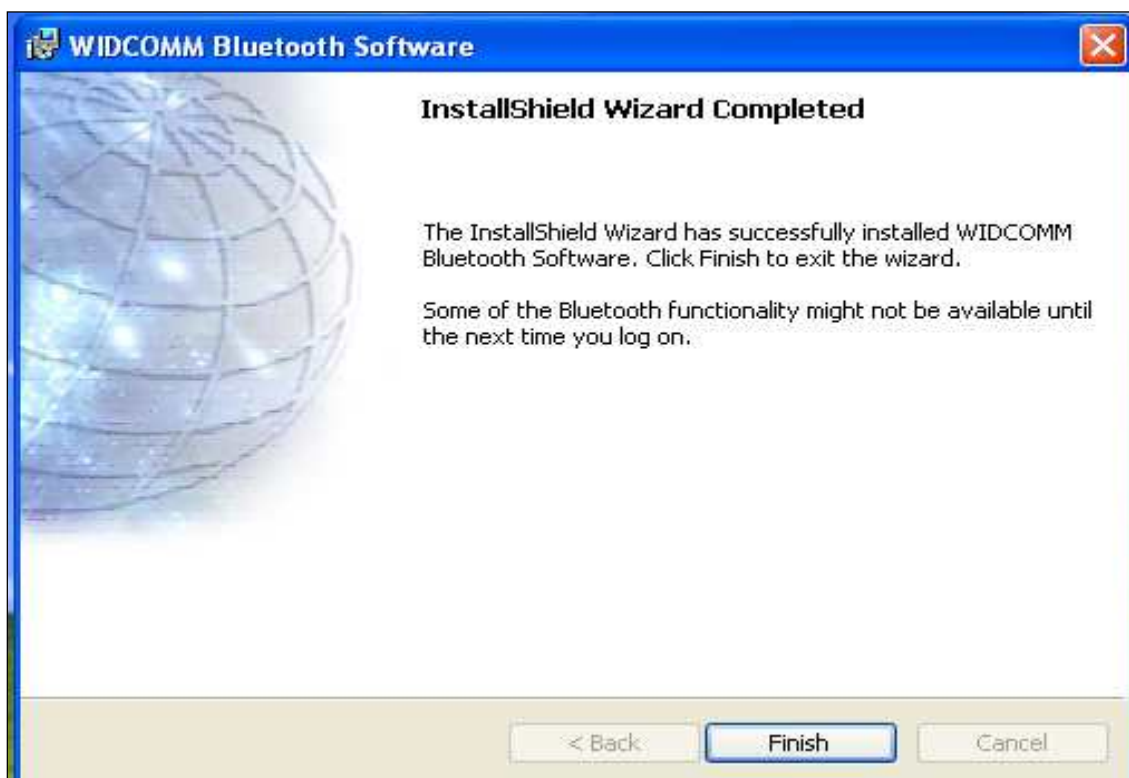 WIDCOMM Bluetooth Software
InstallShield Wizard Completed
The InstallShield Wizard has successfully installed WIDCOMM
Bluetooth Software. Click Finish to exit the wizard.
Some of the Bluetooth functionality might not be available until
the next time you log on.
< Back
Finish
Cancel